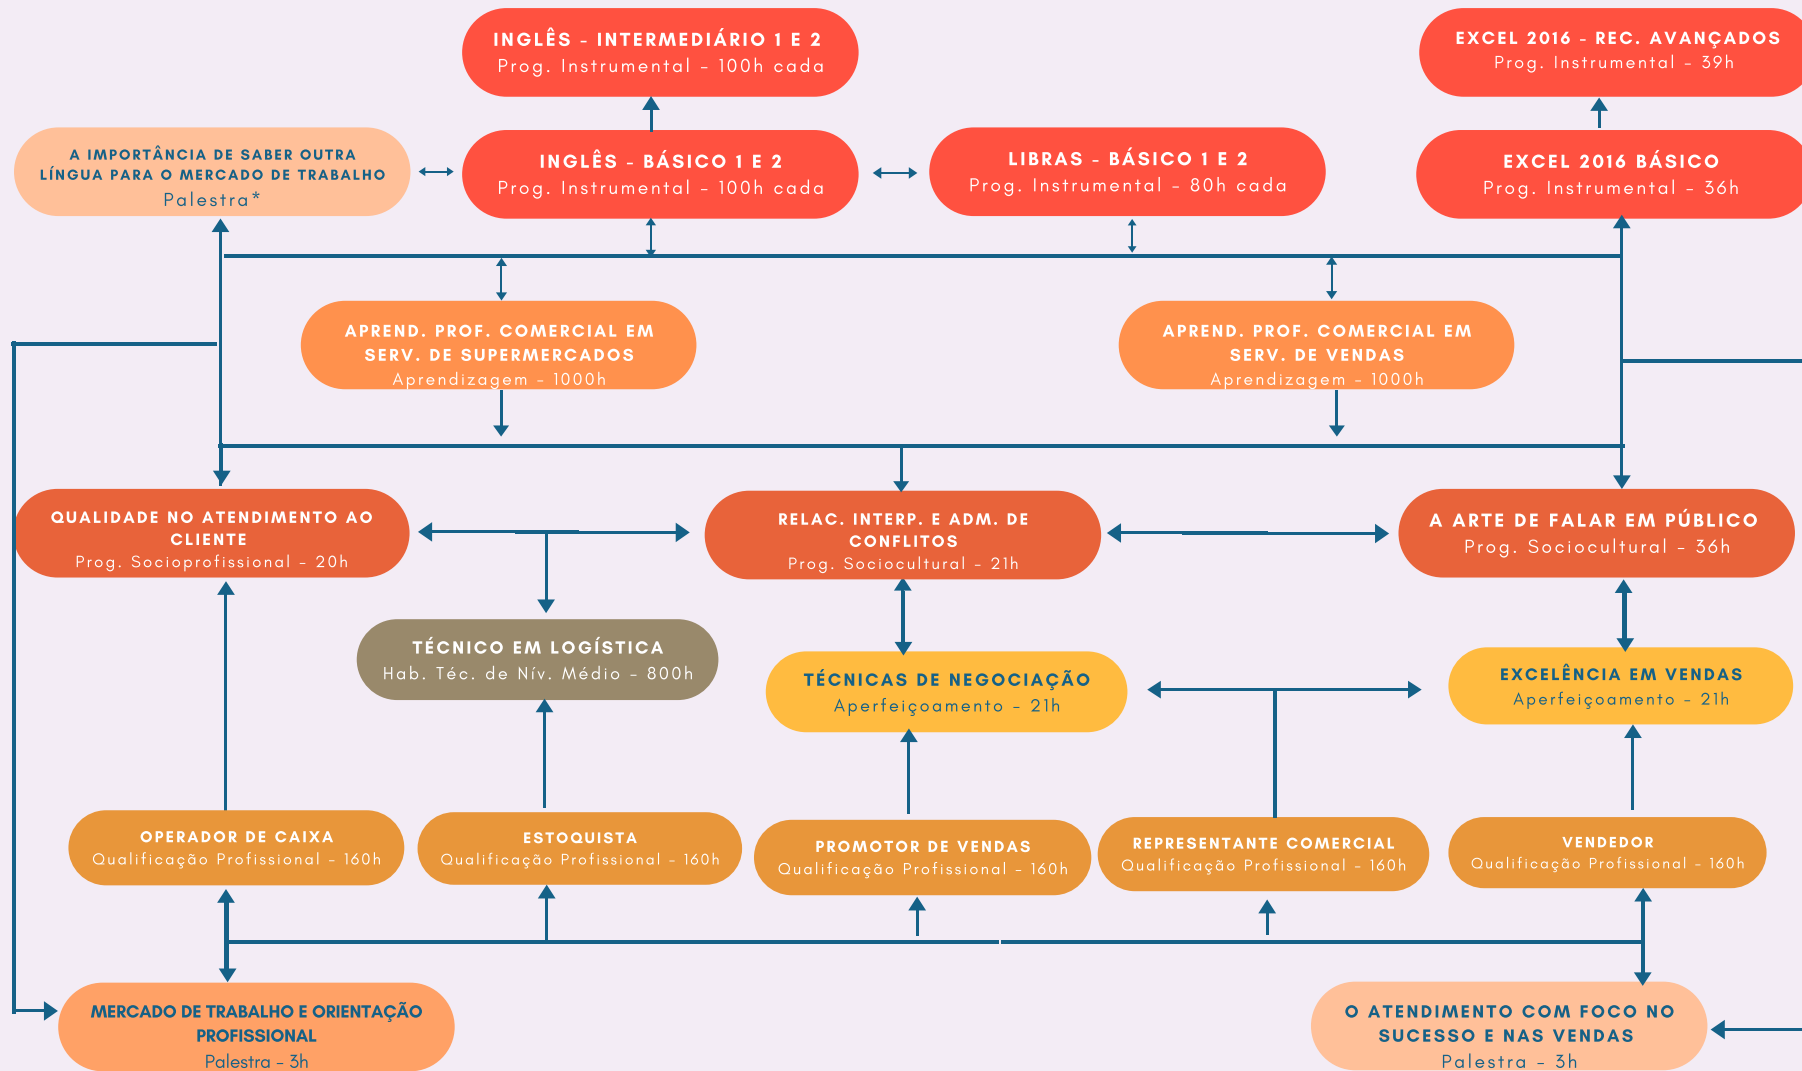 INGLÊS - INTERMEDIÁRIO 1 E 2
Prog. Instrumental - 100h cada
EXCEL 2016 - REC. AVANÇADOS
Prog. Instrumental - 39h
A IMPORTÂNCIA DE SABER OUTRA
LÍNGUA PARA O MERCADO DE TRABALHO
Palestra*
INGLÊS - BÁSICO 1 E 2
Prog. Instrumental - 100h cada
LIBRAS - BÁSICO 1 E 2
Prog. Instrumental - 80h cada
EXCEL 2016 BÁSICO
Prog. Instrumental - 36h
APREND. PROF. COMERCIAL EM
SERV. DE SUPERMERCADOS
Aprendizagem - 1000h
APREND. PROF. COMERCIAL EM
SERV. DE VENDAS
Aprendizagem - 1000h
QUALIDADE NO ATENDIMENTO AO
CLIENTE
Prog. Socioprofissional - 20h
RELAC. INTERP. E ADM. DE
CONFLITOS
Prog. Sociocultural - 21h
A ARTE DE FALAR EM PÚBLICO
Prog. Sociocultural - 36h
TÉCNICO EM LOGÍSTICA
Hab. Téc. de Nív. Médio - 800h
TÉCNICAS DE NEGOCIAÇÃO
Aperfeiçoamento - 21h
EXCELÊNCIA EM VENDAS
Aperfeiçoamento - 21h
OPERADOR DE CAIXA
Qualificação Profissional - 160h
ESTOQUISTA
Qualificação Profissional - 160h
PROMOTOR DE VENDAS
Qualificação Profissional - 160h
REPRESENTANTE COMERCIAL
Qualificação Profissional - 160h
VENDEDOR
Qualificação Profissional - 160h
MERCADO DE TRABALHO E ORIENTAÇÃO
PROFISSIONAL
Palestra - 3h
O ATENDIMENTO COM FOCO NO
SUCESSO E NAS VENDAS
Palestra - 3h